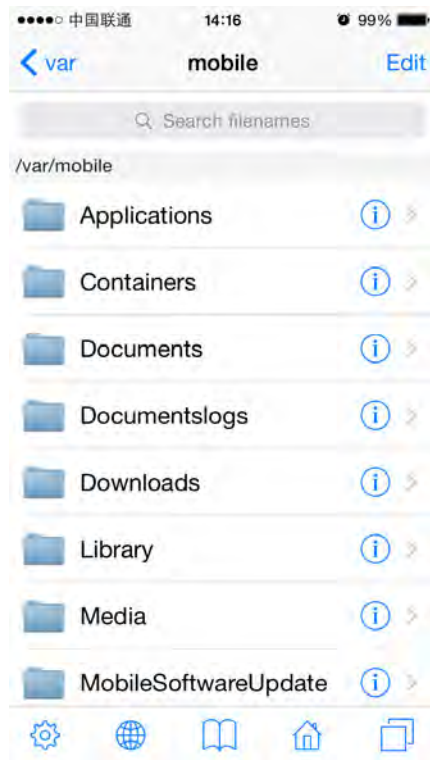 中国联通 14:16 99%
var mobile Edit
Search filenames
/var/mobile
Applications
Containers
Documents
Documentslogs
Downloads
Library
Media
MobileSoftwareUpdate